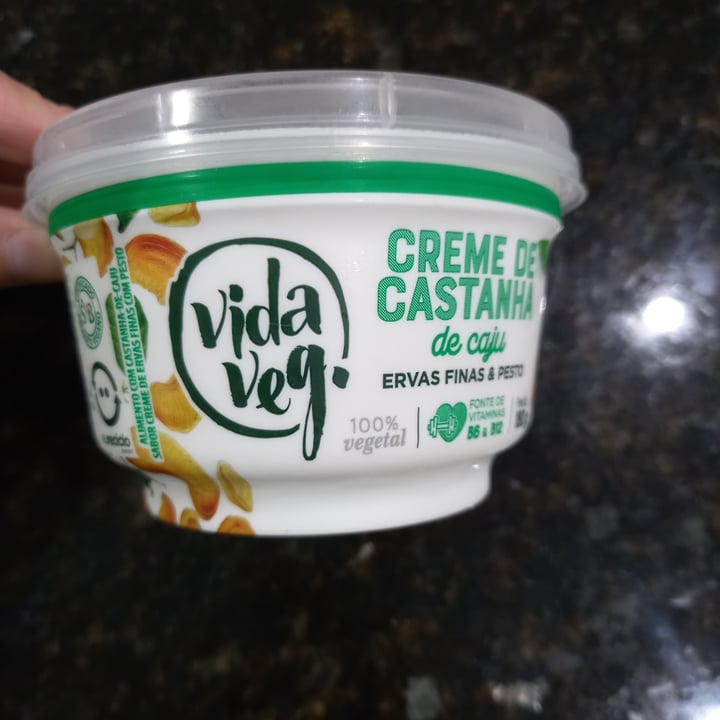 vida
veg.
CREME DE
CASTANHA
de caju
ERVAS FINAS & PESTO
100%
vegetal
FONTE DE
VITAMINAS
B6 & B12
180g
ALIMENTO COM CASTANHA-DE-CAJU
SABOR CREME DE ERVAS FINAS COM PESTO